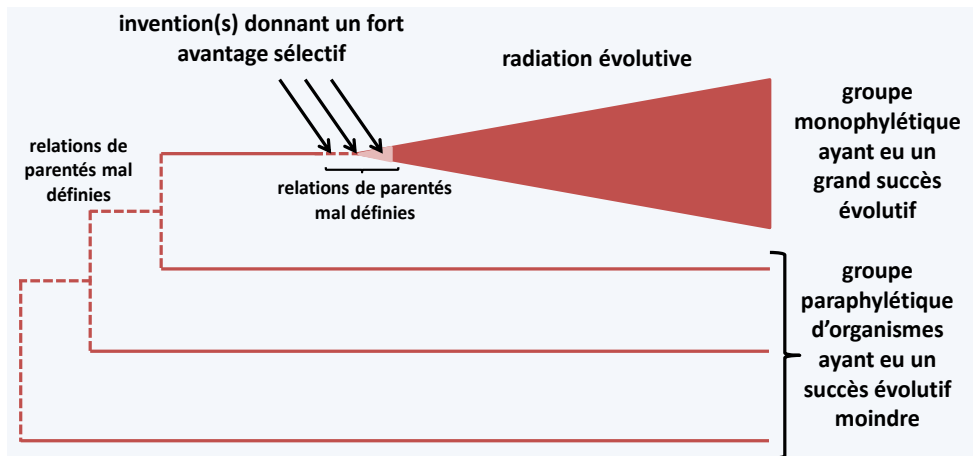 invention(s) donnant un fort
avantage sélectif
radiation évolutive
groupe
monophylétique
ayant eu un
grand succès
évolutif
relations de
parentés mal
définies
relations de parentés
mal définies
groupe
paraphylétique
d’organismes
ayant eu un
succès évolutif
moindre